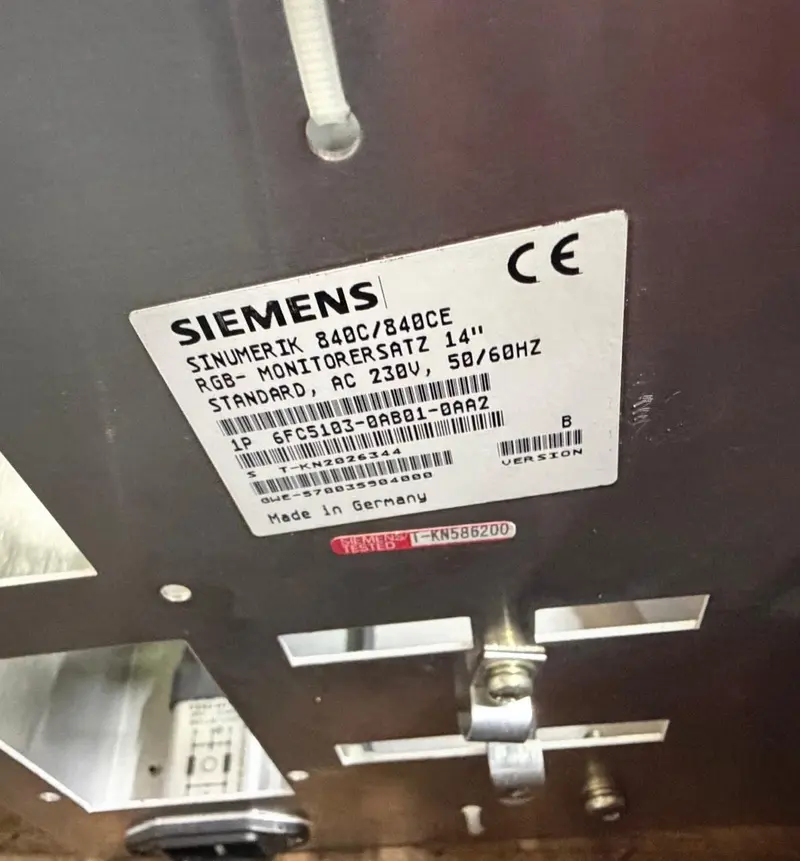 CE
SIEMENS
SINUMERIK 840C/840CE
RGB- MONITORERSATZ 14"
STANDARD, AC 230V, 50/60HZ
1P 6FC5103-0AB01-0AA2
S T-KN2026344
B
VERSION
GWE-570035904000
Made in Germany
SIEMENS
TESTED
T-KN586200